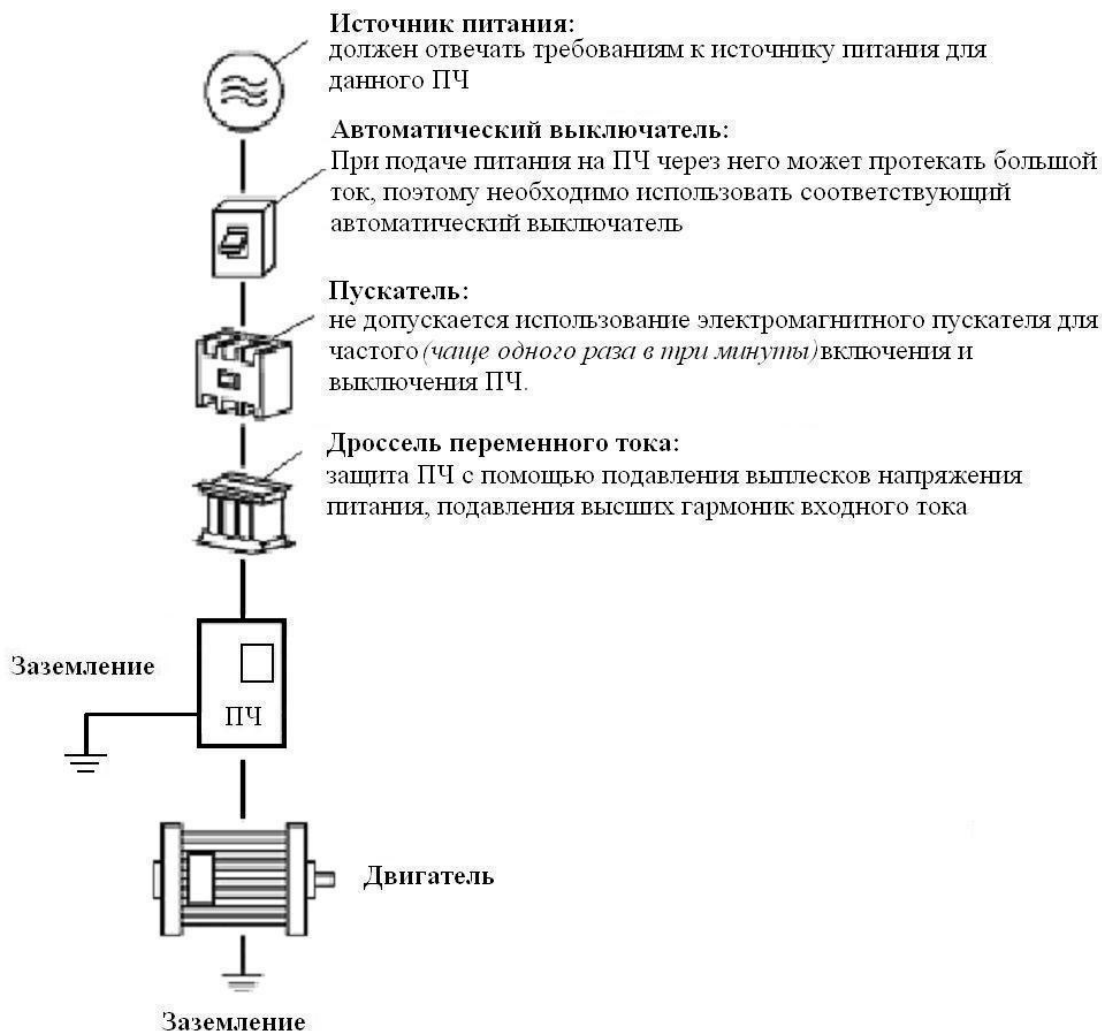 Источник питания:
должен отвечать требованиям к источнику питания для
данного ПЧ
Автоматический выключатель:
При подаче питания на ПЧ через него может протекать большой
ток, поэтому необходимо использовать соответствующий
автоматический выключатель
Пускатель:
не допускается использование электромагнитного пускателя для
частого (чаще одного раза в три минуты) включения и
выключения ПЧ.
Дроссель переменного тока:
защита ПЧ с помощью подавления выплесков напряжения
питания, подавления высших гармоник входного тока
Заземление
ПЧ
Двигатель
Заземление